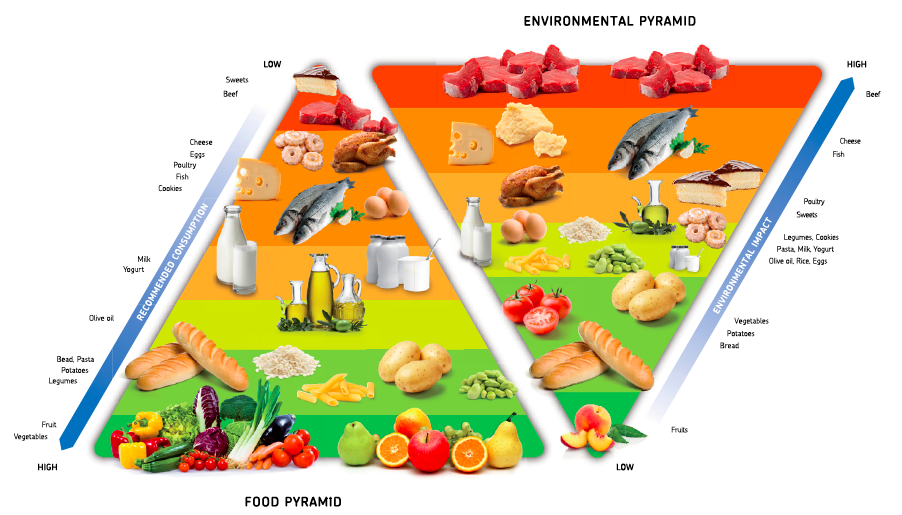 ENVIRONMENTAL PYRAMID
LOW
Sweets
Beef
Cheese
Eggs
Poultry
Fish
Cookies
Milk
Yogurt
Olive oil
Bead, Pasta
Potatoes
Legumes
Fruit
Vegetables
HIGH
RECOMMENDED CONSUMPTION
FOOD PYRAMID
HIGH
Beef
Cheese
Fish
Poultry
Sweets
Legumes, Cookies
Pasta, Milk, Yogurt
Olive oil, Rice, Eggs
Vegetables
Potatoes
Bread
Fruits
LOW
ENVIRONMENTAL IMPACT